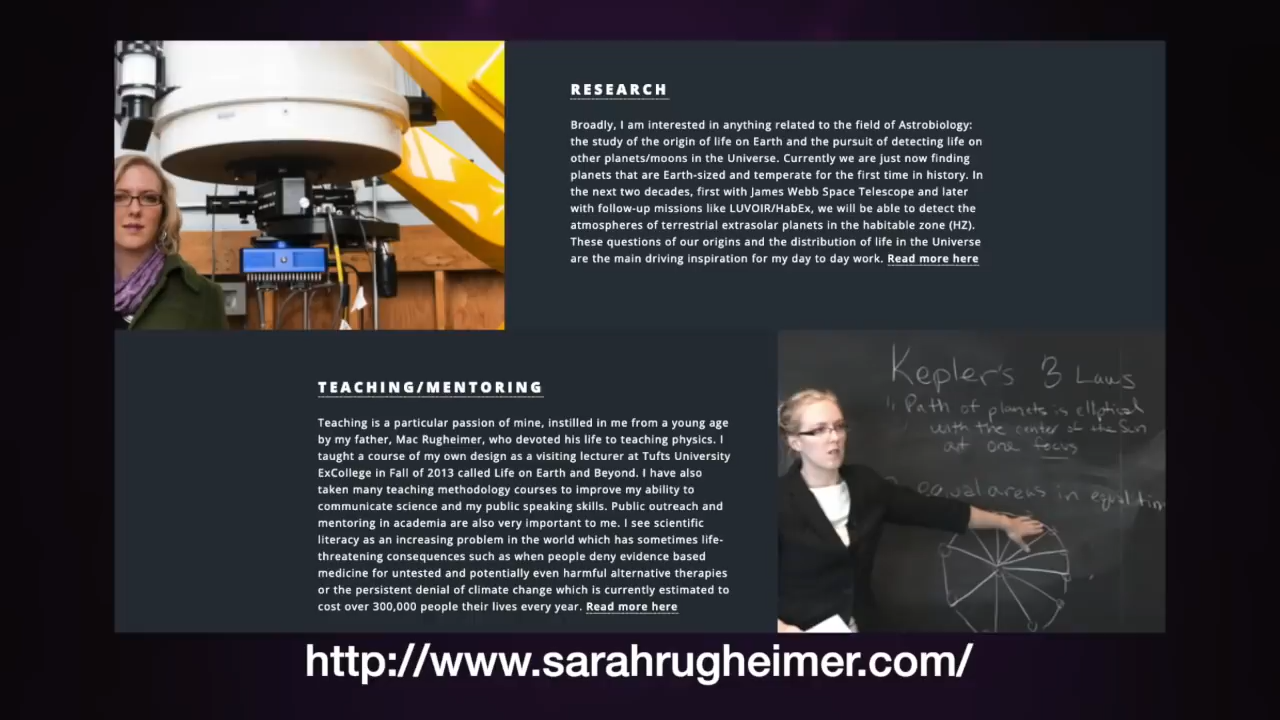 RESEARCH
Broadly, I am interested in anything related to the field of Astrobiology:
the study of the origin of life on Earth and the pursuit of detecting life on
other planets/moons in the Universe. Currently we are just now finding
planets that are Earth-sized and temperate for the first time in history. In
the next two decades, first with James Webb Space Telescope and later
with follow-up missions like LUVOIR/HabEx, we will be able to detect the
atmospheres of terrestrial extrasolar planets in the habitable zone (HZ).
These questions of our origins and the distribution of life in the Universe
are the main driving inspiration for my day to day work. Read more here
TEACHING/MENTORING
Teaching is a particular passion of mine, instilled in me from a young age
by my father, Mac Rugheimer, who devoted his life to teaching physics. I
taught a course of my own design as a visiting lecturer at Tufts University
ExCollege in Fall of 2013 called Life on Earth and Beyond. I have also
taken many teaching methodology courses to improve my ability to
communicate science and my public speaking skills. Public outreach and
mentoring in academia are also very important to me. I see scientific
literacy as an increasing problem in the world which has sometimes life-
threatening consequences such as when people deny evidence based
medicine for untested and potentially even harmful alternative therapies
or the persistent denial of climate change which is currently estimated to
cost over 300,000 people their lives every year. Read more here
Kepler's 3 Laws
1. Path of planets is elliptical
with the center of the Sun
at one focus
equal areas in equal tim
http://www.sarahrugheimer.com/